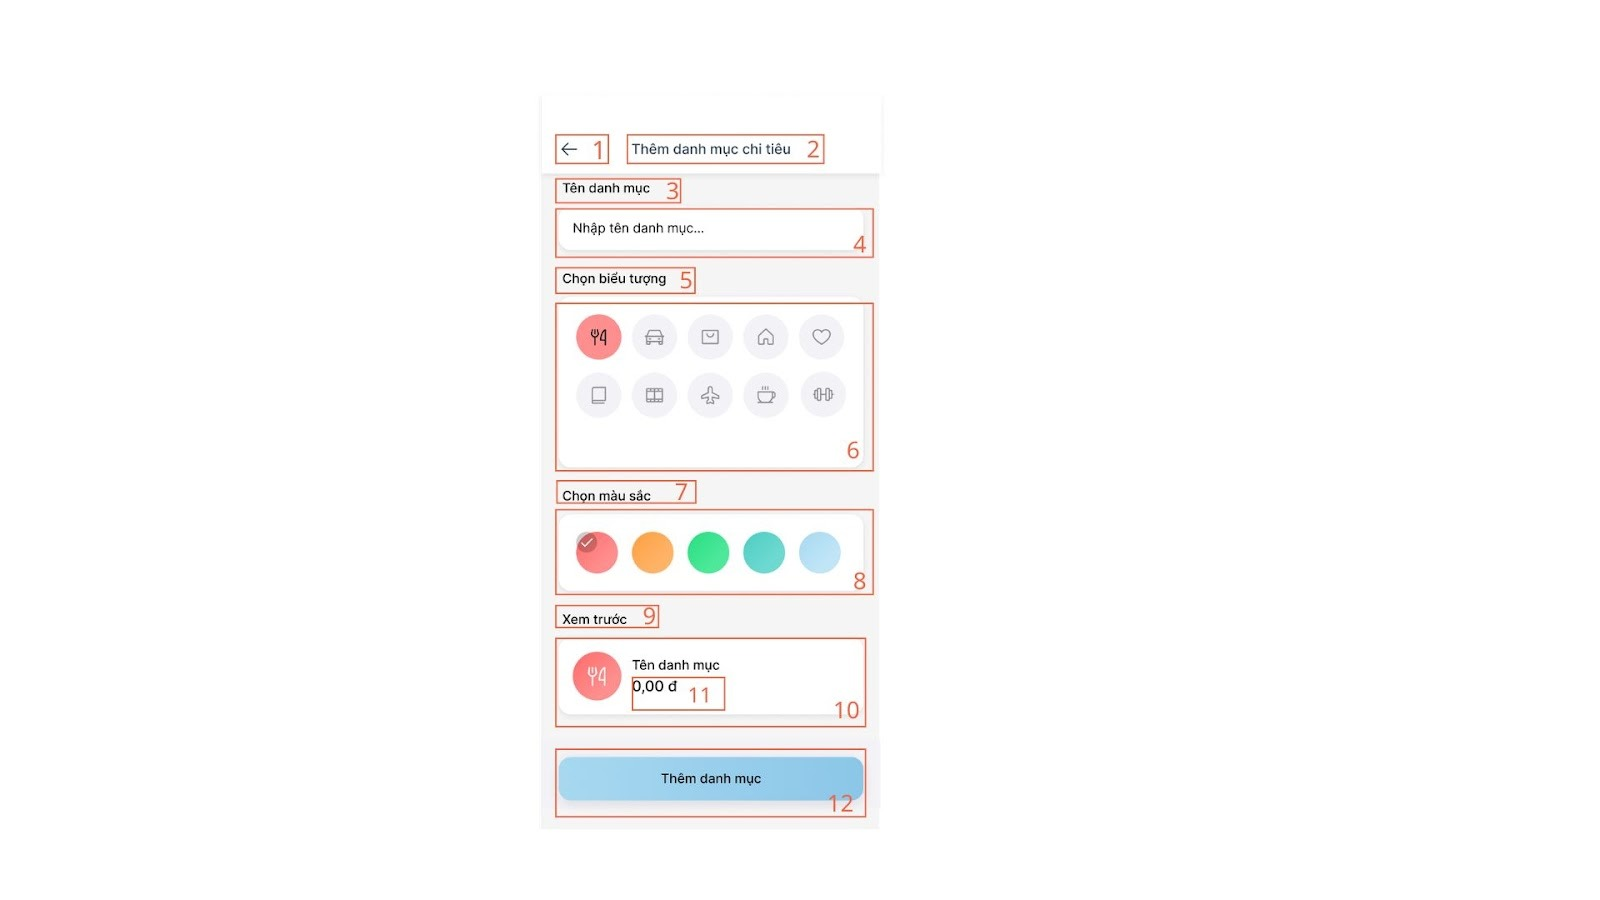 1 Thêm danh mục chi tiêu 2
Tên danh mục 3
Nhập tên danh mục...
4
Chọn biểu tượng 5
6
Chọn màu sắc 7
8
Xem trước 9
Tên danh mục
0,00 đ 11
10
Thêm danh mục
12